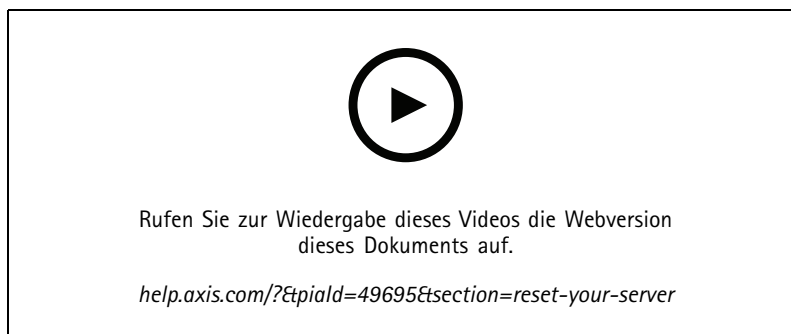 Rufen Sie zur Wiedergabe dieses Videos die Webversion
dieses Dokuments auf.
help.axis.com/?&piaId=49695&section=reset-your-server